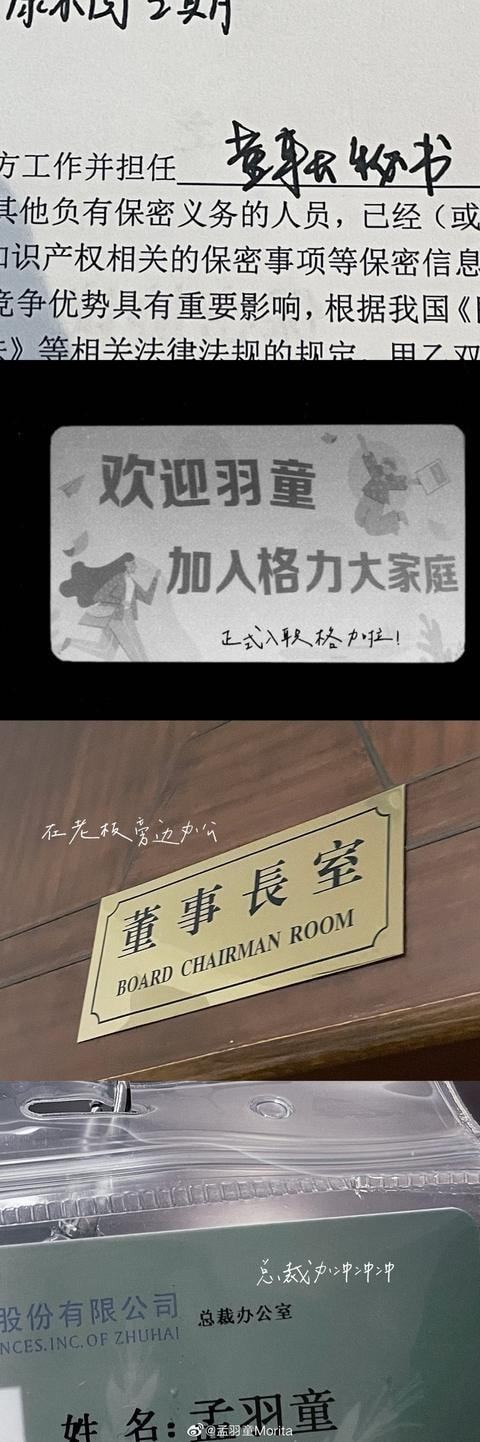 方工作并担任 董事长秘书
其他负有保密义务的人员，已经（或
知识产权相关的保密事项等保密信息
竞争优势具有重要影响，根据我国《
法》等相关法律法规的规定，甲乙双
欢迎羽童
加入格力大家庭
正式入职格力啦！
在老板旁边办公
董事長室
BOARD CHAIRMAN ROOM
总裁办冲冲冲
股份有限公司
总裁办公室
NCES.INC.OF ZHUHAI
姓 名：孟羽童
@孟羽童Morita